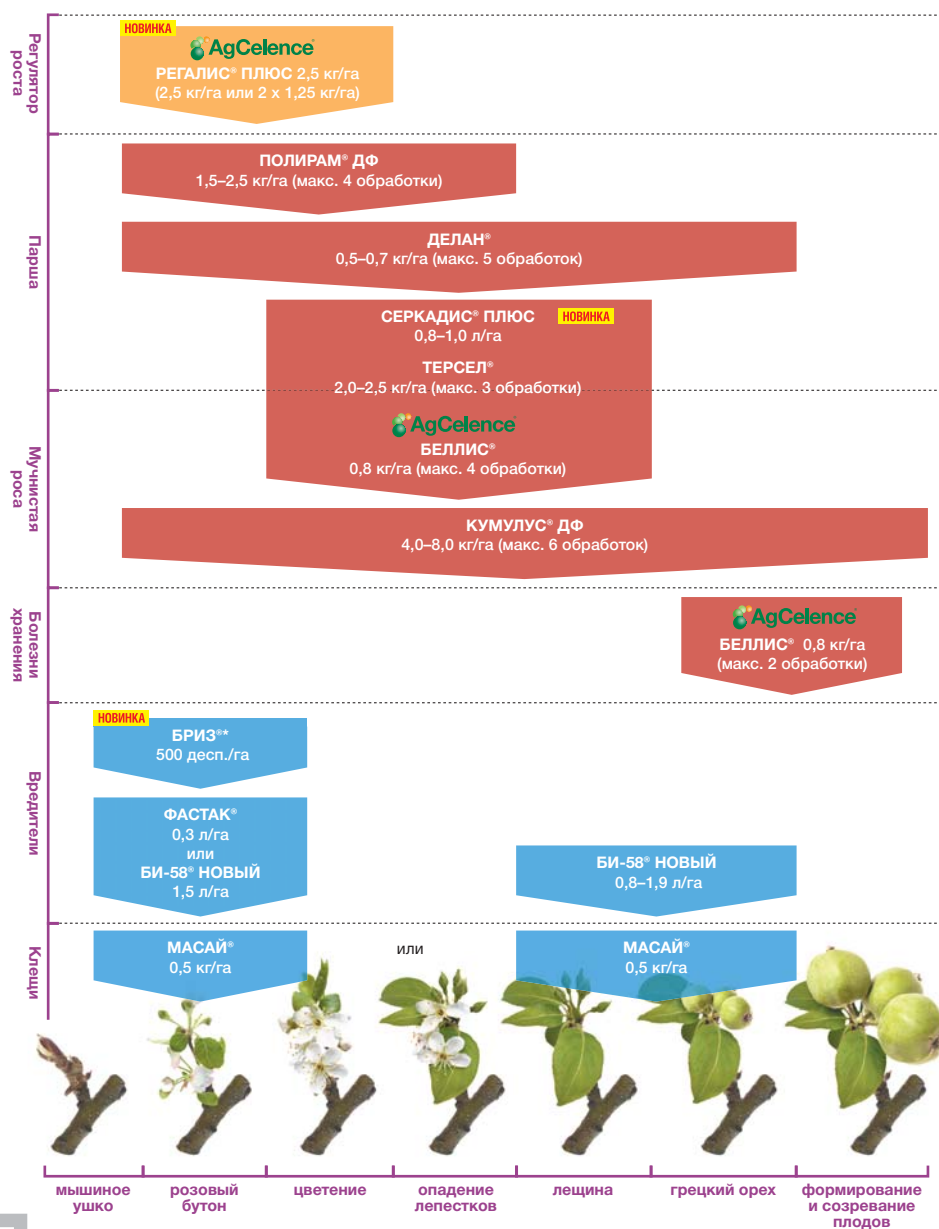 Регулятор
роста
НОВИНКА
AgCelence®
РЕГАЛИС® ПЛЮС 2,5 кг/га
(2,5 кг/га или 2 х 1,25 кг/га)
Парша
ПОЛИРАМ® ДФ
1,5–2,5 кг/га (макс. 4 обработки)
ДЕЛАН®
0,5–0,7 кг/га (макс. 5 обработок)
СЕРКАДИС® ПЛЮС НОВИНКА
0,8–1,0 л/га
ТЕРСЕЛ®
2,0–2,5 кг/га (макс. 3 обработки)
Мучнистая
роса
AgCelence®
БЕЛЛИС®
0,8 кг/га (макс. 4 обработки)
КУМУЛУС® ДФ
4,0–8,0 кг/га (макс. 6 обработок)
Болезни
хранения
AgCelence®
БЕЛЛИС® 0,8 кг/га
(макс. 2 обработки)
Вредители
НОВИНКА
БРИЗ®*
500 десп./га
ФАСТАК®
0,3 л/га
или
БИ-58® НОВЫЙ
1,5 л/га
БИ-58® НОВЫЙ
0,8–1,9 л/га
Клещи
МАСАЙ®
0,5 кг/га
или
МАСАЙ®
0,5 кг/га
мышиное
ушко
розовый
бутон
цветение
опадение
лепестков
лещина
грецкий орех
формирование
и созревание
плодов